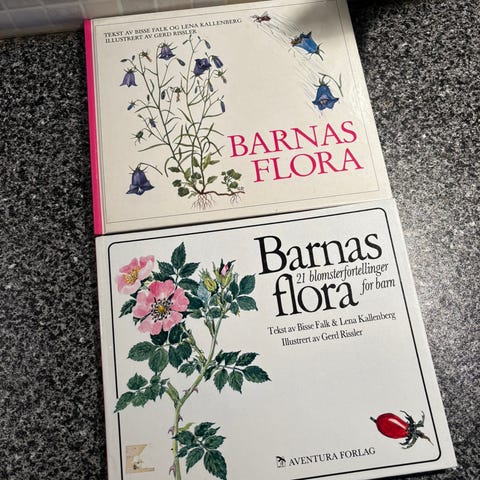 TEKST AV BISSE FALK OG LENA KALLENBERG
ILLUSTRERT AV GERD RISSLER
BARNAS
FLORA
Barnas
21 blomsterfortellinger
flora for barn
Tekst av Bisse Falk & Lena Kallenberg
Illustrert av Gerd Rissler
AVENTURA FORLAG